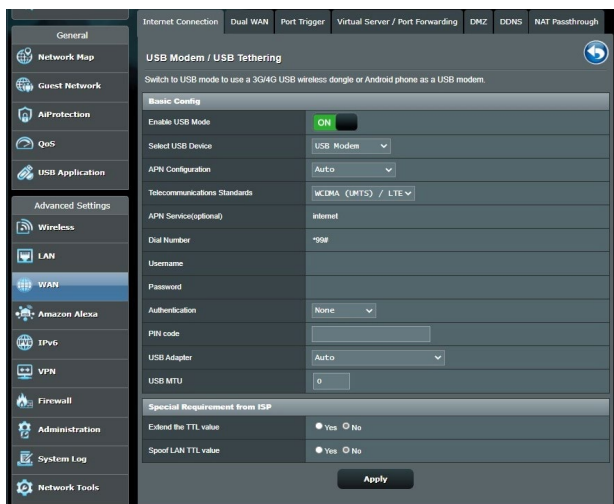 General
Network Map
Guest Network
AiProtection
QoS
USB Application
Advanced Settings
Wireless
LAN
WAN
Amazon Alexa
IPv6
VPN
Firewall
Administration
System Log
Network Tools
Internet Connection Dual WAN Port Trigger Virtual Server / Port Forwarding DMZ DDNS NAT Passthrough
USB Modem / USB Tethering
Switch to USB mode to use a 3G/4G USB wireless dongle or Android phone as a USB modem.
Basic Config
Enable USB Mode ON
Select USB Device USB Modem
APN Configuration Auto
Telecommunications Standards WCDMA (UMTS) / LTE
APN Service(optional) internet
Dial Number *99#
Username
Password
Authentication None
PIN code
USB Adapter Auto
USB MTU 0
Special Requirement from ISP
Extend the TTL value Yes No
Spoof LAN TTL value Yes No
Apply